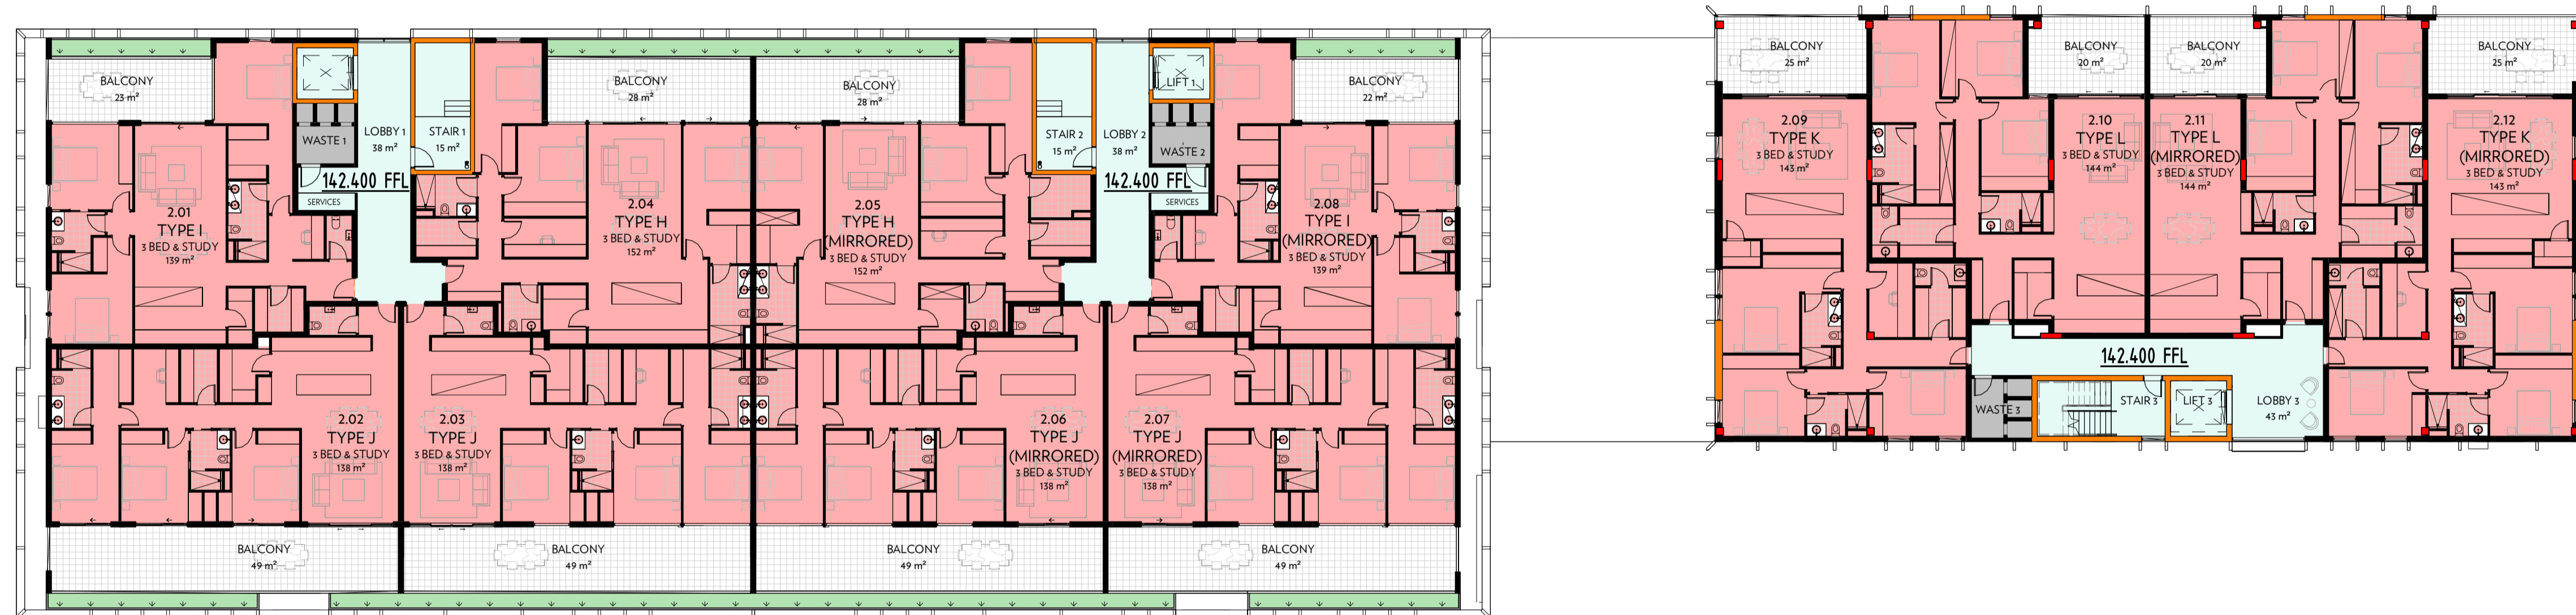 BALCONY
23 m²
LOBBY 1
38 m²
STAIR 1
15 m²
WASTE 1
142.400 FFL
SERVICES
BALCONY
28 m²
BALCONY
28 m²
STAIR 2
15 m²
LOBBY 2
38 m²
LIFT 1
WASTE 2
142.400 FFL
SERVICES
BALCONY
22 m²
2.01
TYPE I
3 BED & STUDY
139 m²
2.04
TYPE H
3 BED & STUDY
152 m²
2.05
TYPE H
(MIRRORED)
3 BED & STUDY
152 m²
2.08
TYPE I
(MIRRORED)
3 BED & STUDY
139 m²
2.02
TYPE J
3 BED & STUDY
138 m²
2.03
TYPE J
3 BED & STUDY
138 m²
2.06
TYPE J
(MIRRORED)
3 BED & STUDY
138 m²
2.07
TYPE J
(MIRRORED)
3 BED & STUDY
138 m²
BALCONY
49 m²
BALCONY
49 m²
BALCONY
49 m²
BALCONY
49 m²
BALCONY
25 m²
BALCONY
20 m²
BALCONY
20 m²
BALCONY
25 m²
2.09
TYPE K
3 BED & STUDY
143 m²
2.10
TYPE L
3 BED & STUDY
144 m²
2.11
TYPE L
(MIRRORED)
3 BED & STUDY
144 m²
2.12
TYPE K
(MIRRORED)
3 BED & STUDY
143 m²
142.400 FFL
WASTE 3
STAIR 3
LIFT 3
LOBBY 3
43 m²